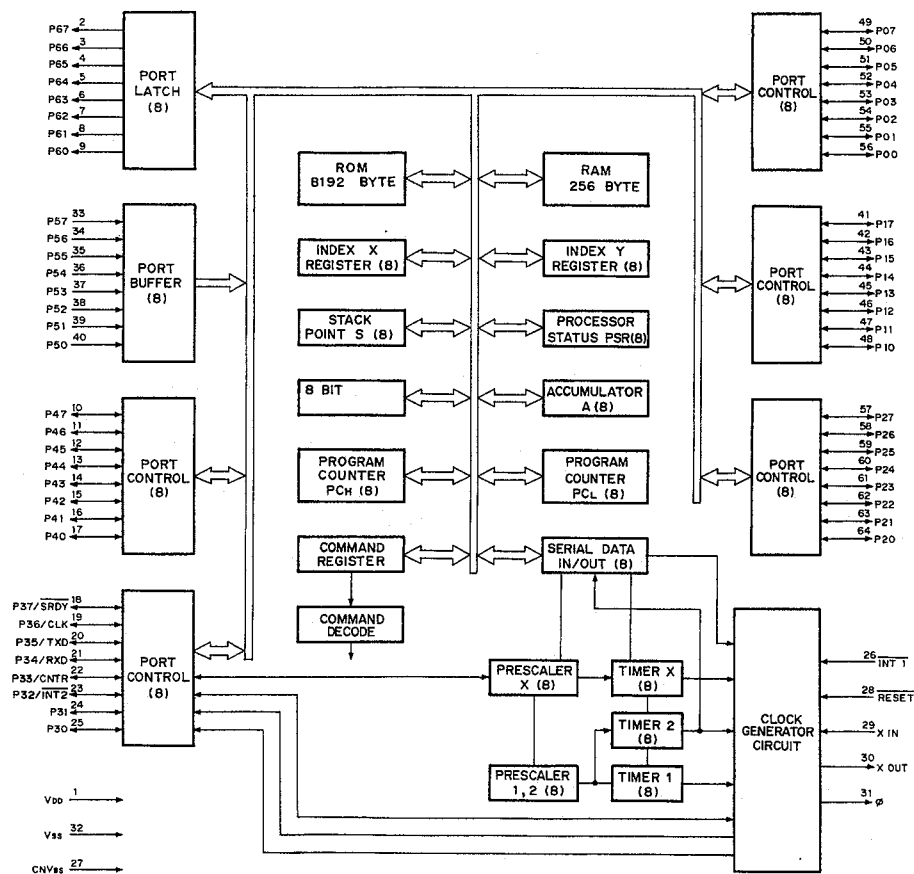 P67 2
P66 3
P65 4
P64 5
P63 6
P62 7
P61 8
P60 9
PORT
LATCH
(8)
P57 33
P56 34
P55 35
P54 36
P53 37
P52 38
P51 39
P50 40
PORT
BUFFER
(8)
P47 10
P46 11
P45 12
P44 13
P43 14
P42 15
P41 16
P40 17
PORT
CONTROL
(8)
P37/SRDY 18
P36/CLK 19
P35/TXD 20
P34/RXD 21
P33/CNTR 22
P32/INT2 23
P31 24
P30 25
PORT
CONTROL
(8)
VDD 1
VSS 32
CNVSS 27
ROM
8192 BYTE
RAM
256 BYTE
INDEX X
REGISTER (8)
INDEX Y
REGISTER (8)
STACK
POINT S (8)
PROCESSOR
STATUS PSR(8)
8 BIT
ACCUMULATOR
A (8)
PROGRAM
COUNTER
PCH (8)
PROGRAM
COUNTER
PCL (8)
COMMAND
REGISTER
SERIAL DATA
IN/OUT (8)
COMMAND
DECODE
PRESCALER
X (8)
TIMER X
(8)
TIMER 2
(8)
PRESCALER
1,2 (8)
TIMER 1
(8)
PORT
CONTROL
(8)
49 P07
50 P06
51 P05
52 P04
53 P03
54 P02
55 P01
56 P00
PORT
CONTROL
(8)
41 P17
42 P16
43 P15
44 P14
45 P13
46 P12
47 P11
48 P10
PORT
CONTROL
(8)
57 P27
58 P26
59 P25
60 P24
61 P23
62 P22
63 P21
64 P20
CLOCK
GENERATOR
CIRCUIT
26 INT 1
28 RESET
29 X IN
30 X OUT
31 Ø